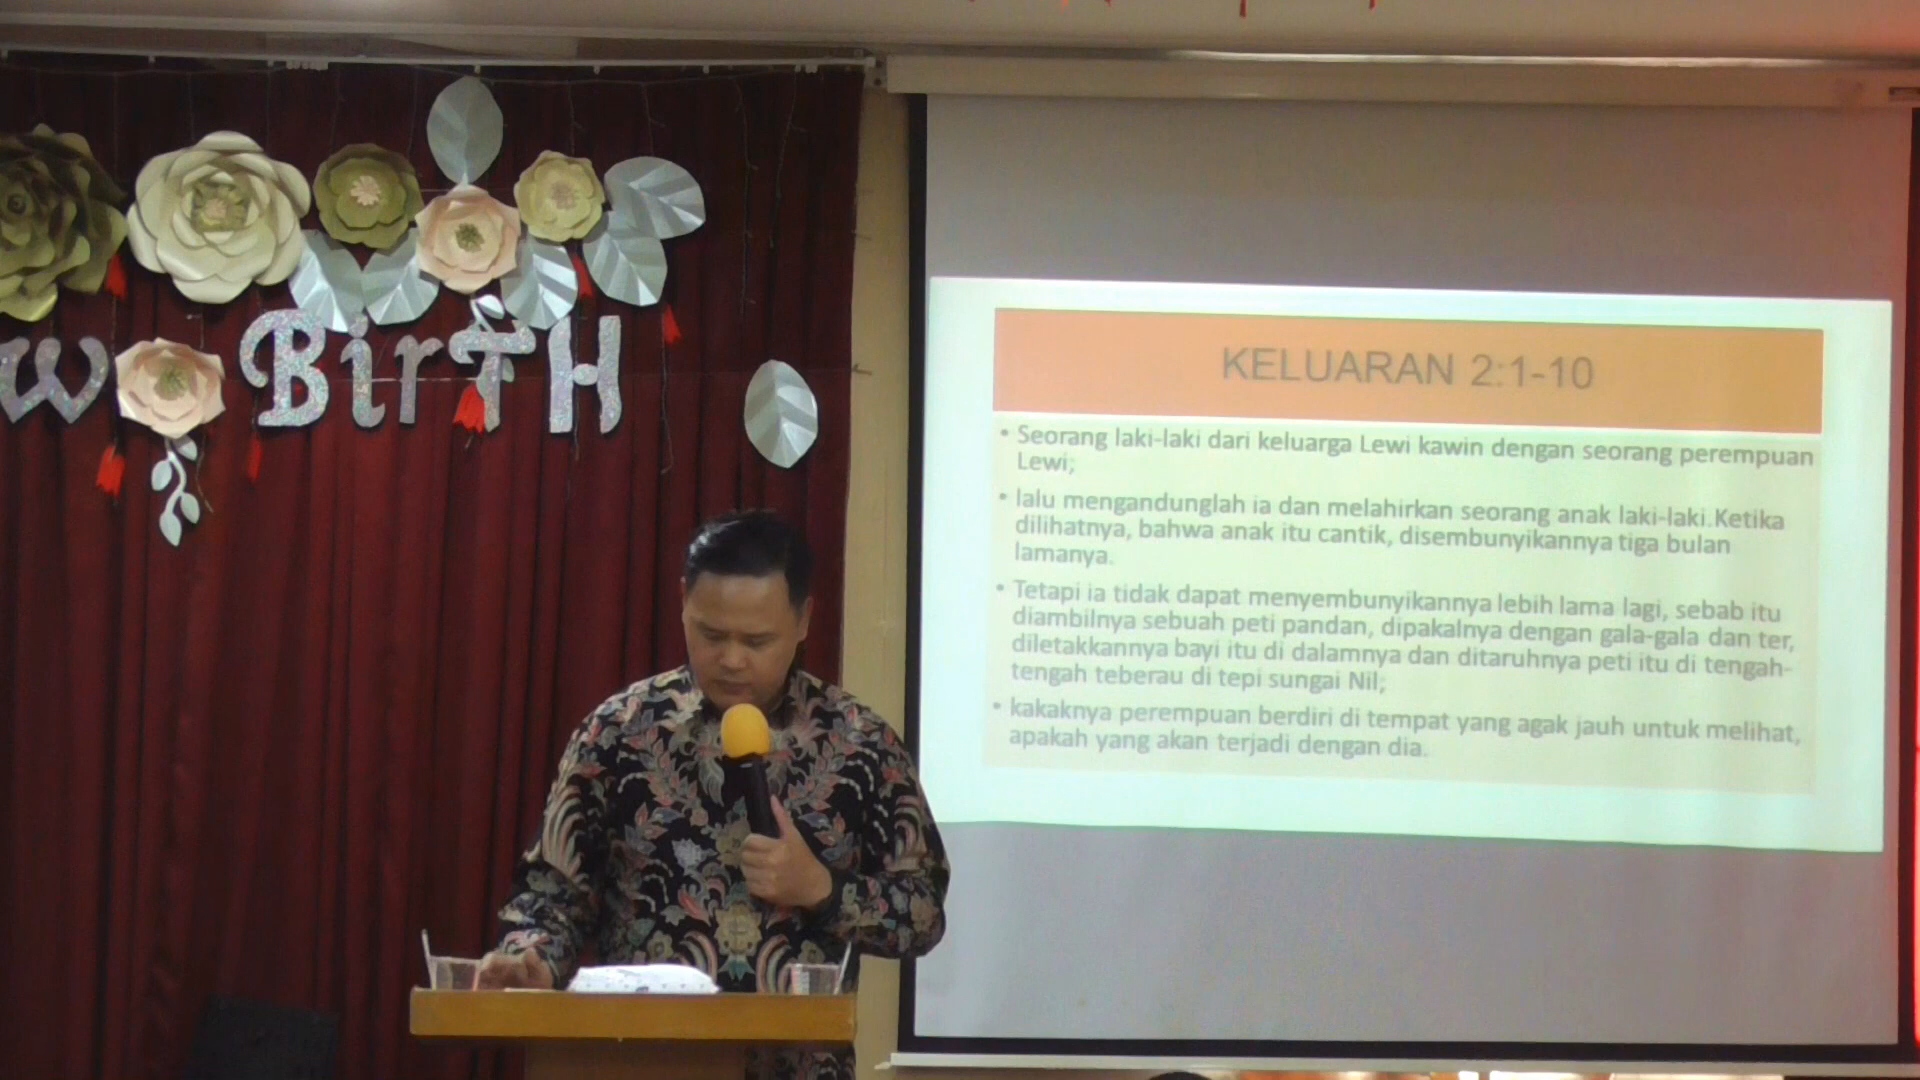 w BirTH
KELUARAN 2:1-10
• Seorang laki-laki dari keluarga Lewi kawin dengan seorang perempuan
Lewi;
• lalu mengandunglah ia dan melahirkan seorang anak laki-laki.Ketika
dilihatnya, bahwa anak itu cantik, disembunyikannya tiga bulan
lamanya.
• Tetapi ia tidak dapat menyembunyikannya lebih lama lagi, sebab itu
diambilnya sebuah peti pandan, dipakalnya dengan gala-gala dan ter,
diletakkannya bayi itu di dalamnya dan ditaruhnya peti itu di tengah-
tengah teberau di tepi sungai Nil;
• kakaknya perempuan berdiri di tempat yang agak jauh untuk melihat,
apakah yang akan terjadi dengan dia.